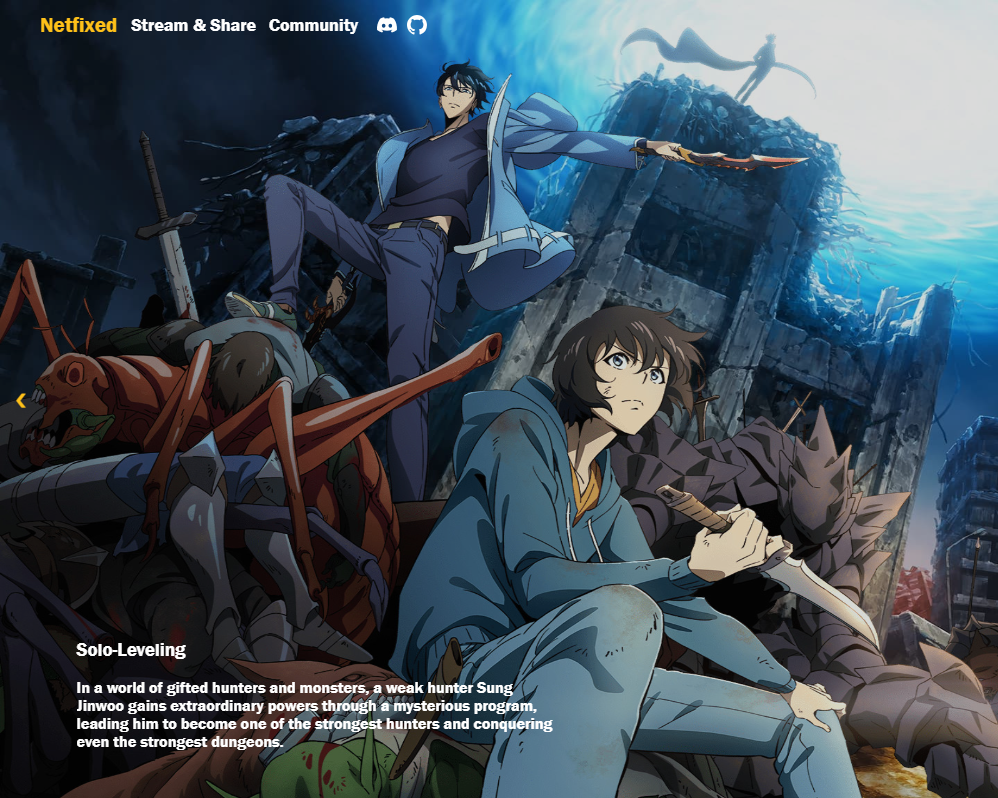 Netfixed Stream & Share Community
Solo-Leveling
In a world of gifted hunters and monsters, a weak hunter Sung
Jinwoo gains extraordinary powers through a mysterious program,
leading him to become one of the strongest hunters and conquering
even the strongest dungeons.